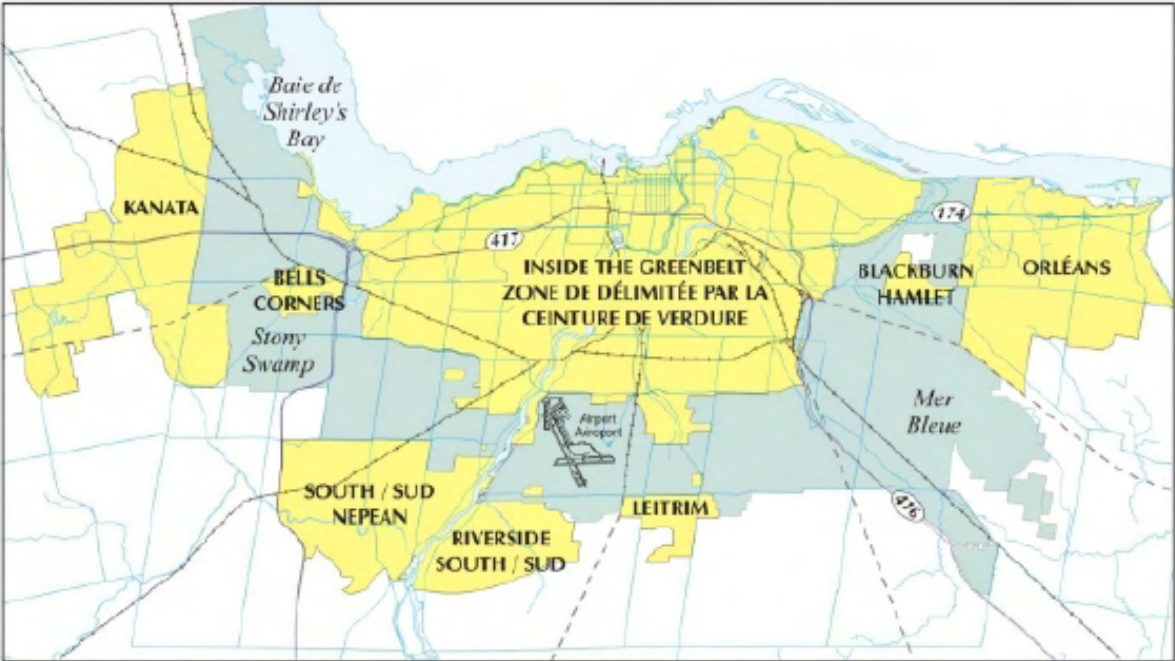 Baie de
Shirley's
Bay
KANATA
174
417
BELLS
CORNERS
INSIDE THE GREENBELT
ZONE DE DÉLIMITÉE PAR LA
CEINTURE DE VERDURE
BLACKBURN
HAMLET
ORLÉANS
Stony
Swamp
Mer
Bleue
Airport
Aeroport
SOUTH / SUD
NEPEAN
LEITRIM
416
RIVERSIDE
SOUTH / SUD